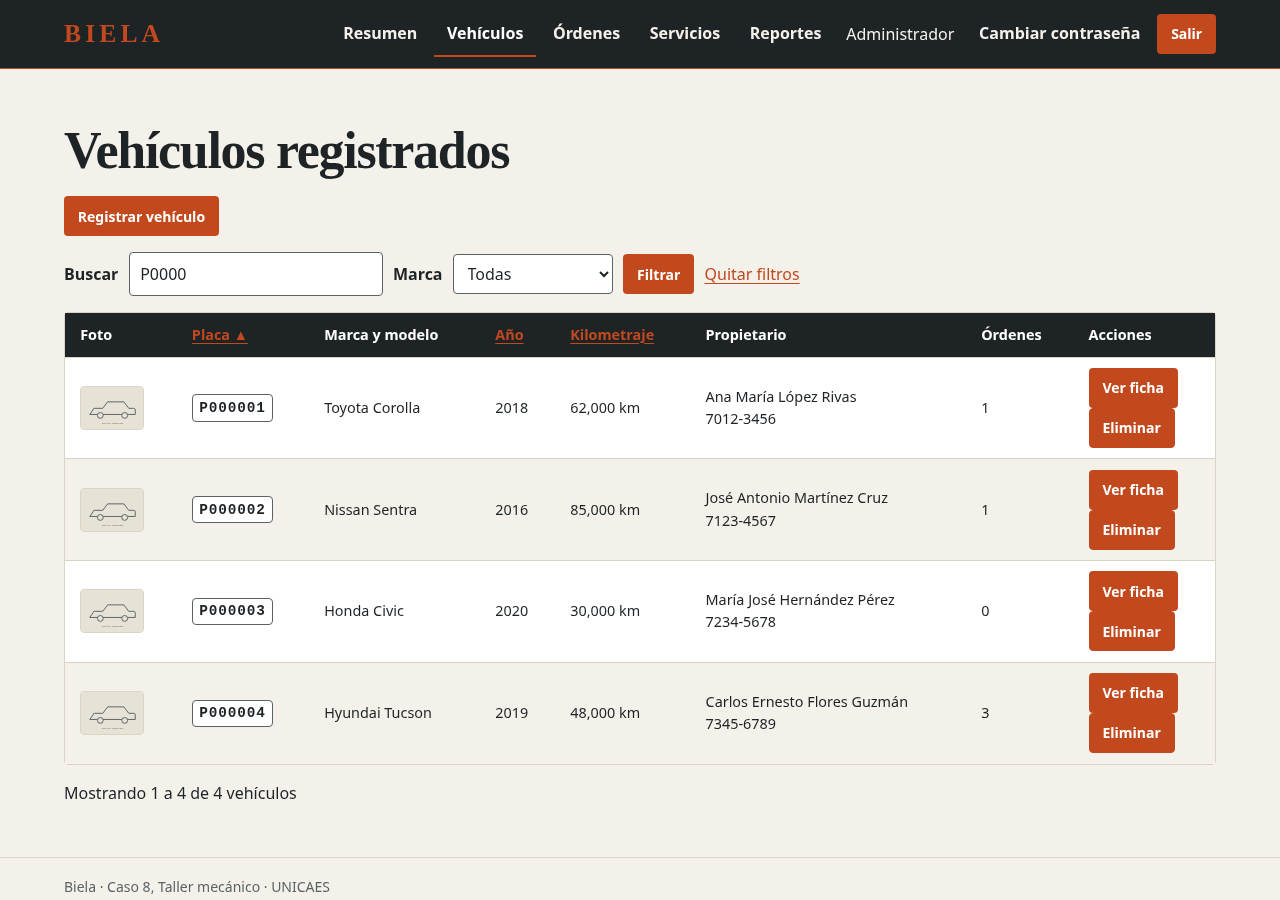 BIELA
Resumen Vehículos Órdenes Servicios Reportes Administrador Cambiar contraseña Salir
Vehículos registrados
Registrar vehículo
Buscar P0000 Marca Todas Filtrar Quitar filtros
Foto Placa ▲ Marca y modelo Año Kilometraje Propietario Órdenes Acciones
P000001 Toyota Corolla 2018 62,000 km Ana María López Rivas 1 Ver ficha
7012-3456 Eliminar
P000002 Nissan Sentra 2016 85,000 km José Antonio Martínez Cruz 1 Ver ficha
7123-4567 Eliminar
P000003 Honda Civic 2020 30,000 km María José Hernández Pérez 0 Ver ficha
7234-5678 Eliminar
P000004 Hyundai Tucson 2019 48,000 km Carlos Ernesto Flores Guzmán 3 Ver ficha
7345-6789 Eliminar
Mostrando 1 a 4 de 4 vehículos
Biela · Caso 8, Taller mecánico · UNICAES